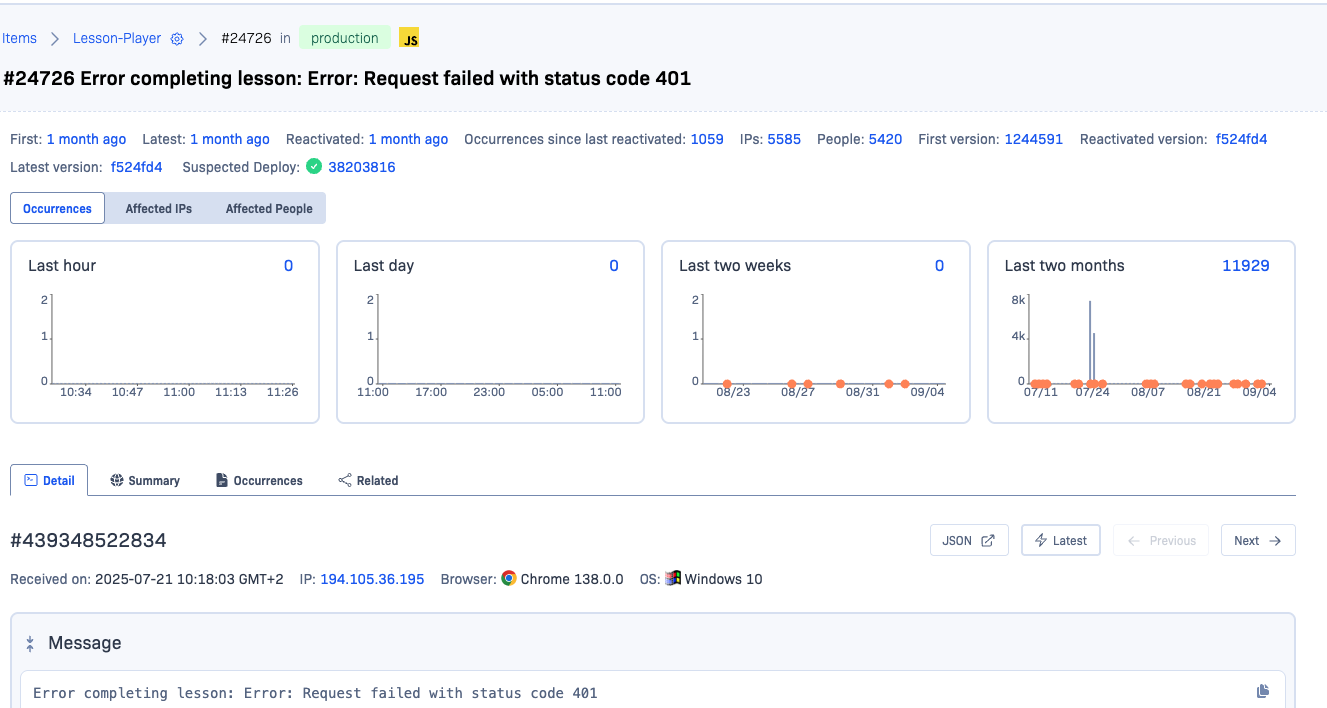 Items > Lesson-Player > #24726 in production JS
#24726 Error completing lesson: Error: Request failed with status code 401
First: 1 month ago Latest: 1 month ago Reactivated: 1 month ago Occurrences since last reactivated: 1059 IPs: 5585 People: 5420 First version: 1244591 Reactivated version: f524fd4
Latest version: f524fd4 Suspected Deploy: 38203816
Occurrences Affected IPs Affected People
Last hour 0
2
1
0
10:34 10:47 11:00 11:13 11:26
Last day 0
2
1
0
11:00 17:00 23:00 05:00 11:00
Last two weeks 0
2
1
0
08/23 08/27 08/31 09/04
Last two months 11929
8k
4k
0
07/11 07/24 08/07 08/21 09/04
Detail Summary Occurrences Related
#439348522834 JSON Latest Previous Next
Received on: 2025-07-21 10:18:03 GMT+2 IP: 194.105.36.195 Browser: Chrome 138.0.0 OS: Windows 10
Message
Error completing lesson: Error: Request failed with status code 401